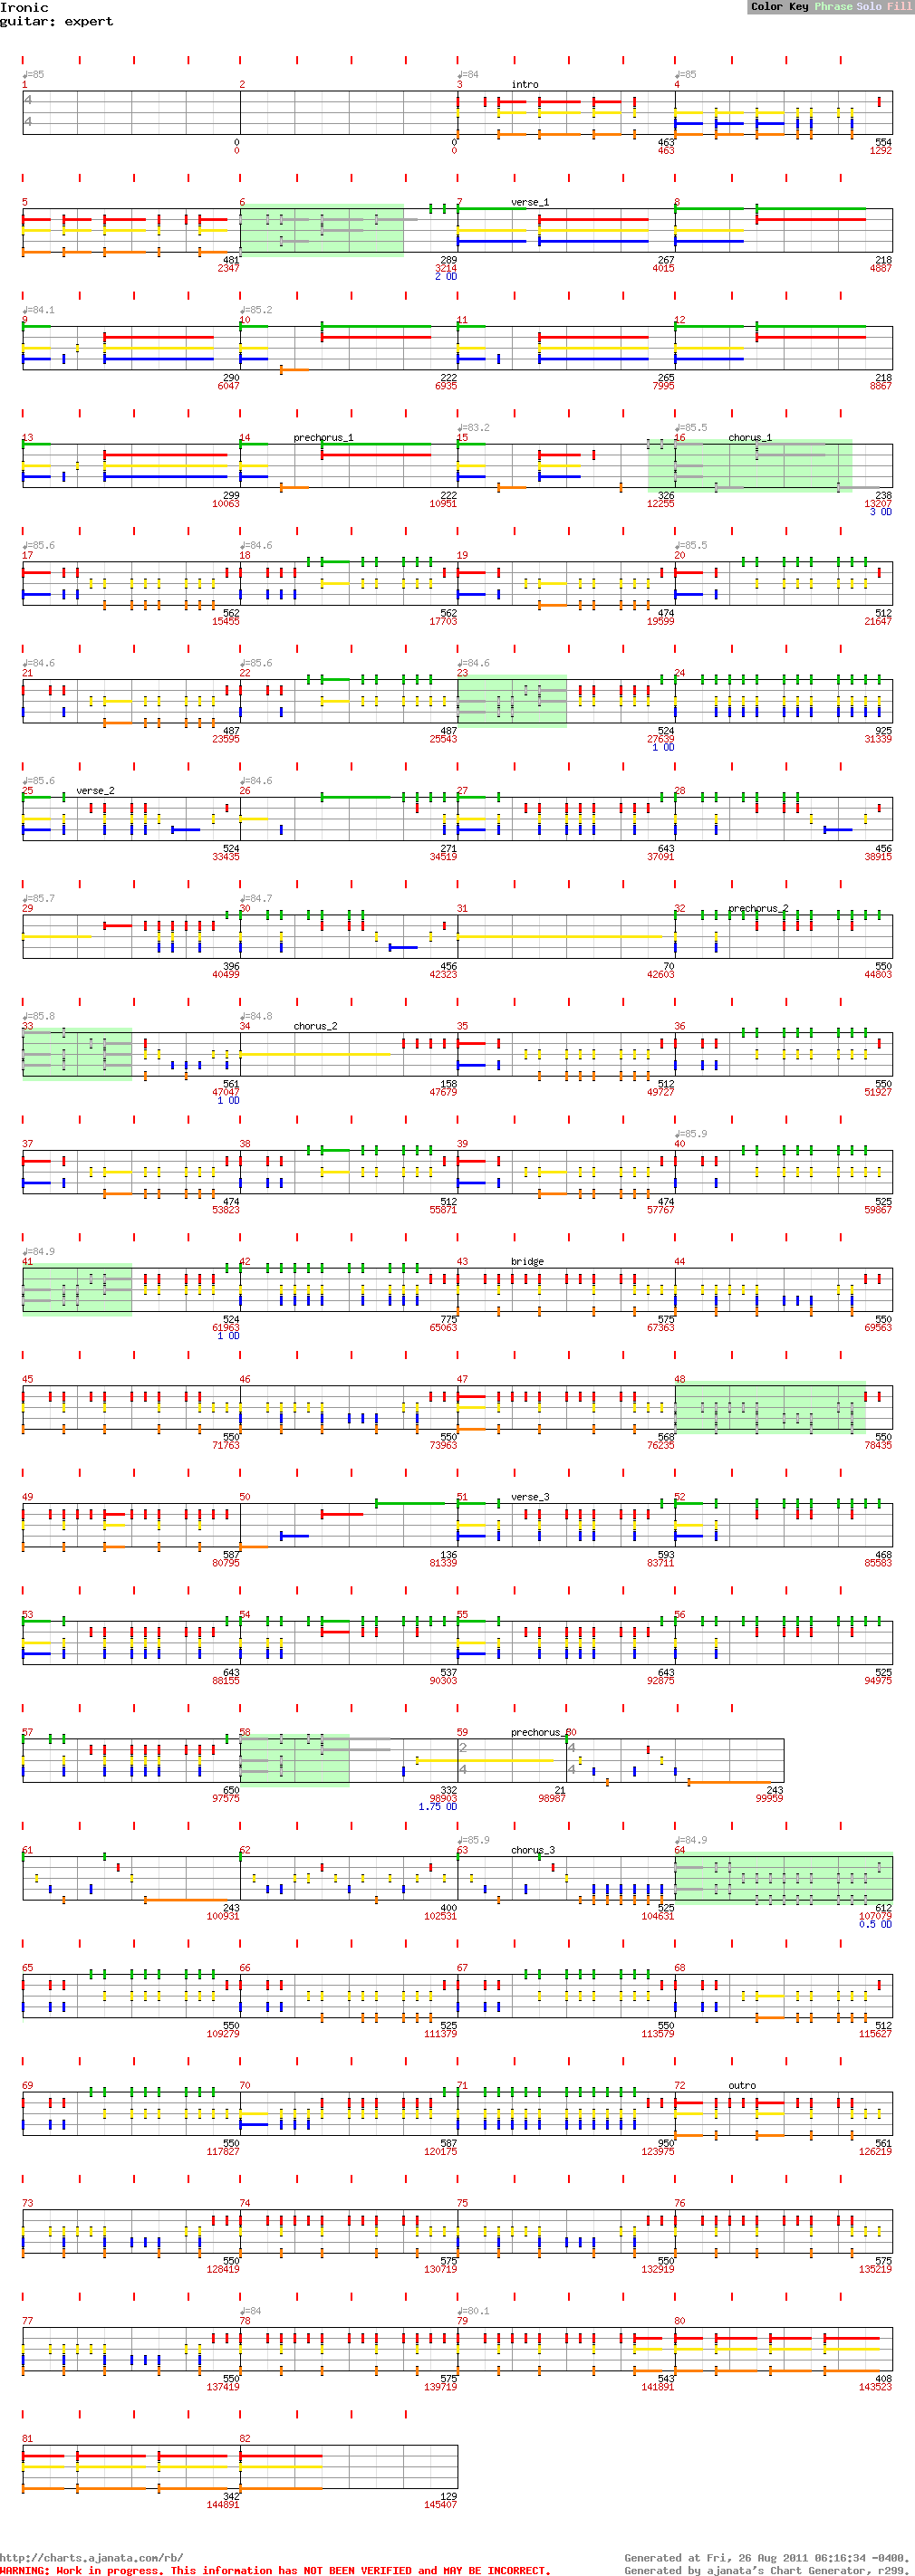 Ironic Color Key Phrase Solo Fill
guitar: expert
♩=85 ♩=84 ♩=85
1 2 3 intro 4
4
4
0 0 463 554
0 0 463 1292
5 6 7 verse_1 8
481 289 267 218
2347 3214 4015 4887
2 OD
♩=84.1 ♩=85.2
9 10 11 12
290 222 265 218
6047 6935 7995 8867
♩=83.2 ♩=85.5
13 14 prechorus_1 15 16 chorus_1
299 222 326 238
10063 10951 12255 13207
3 OD
♩=85.6 ♩=84.6 ♩=85.5
17 18 19 20
562 562 474 512
15455 17703 19599 21647
♩=84.6 ♩=85.6 ♩=84.6
21 22 23 24
487 487 524 925
23595 25543 27639 31339
1 OD
♩=85.6 ♩=84.6
25 verse_2 26 27 28
524 271 643 456
33435 34519 37091 38915
♩=85.7 ♩=84.7
29 30 31 32 prechorus_2
396 456 70 550
40499 42323 42603 44803
♩=85.8 ♩=84.8
33 34 chorus_2 35 36
561 158 512 550
47047 47679 49727 51927
1 OD
♩=85.9
37 38 39 40
474 512 474 525
53823 55871 57767 59867
♩=84.9
41 42 43 bridge 44
524 775 575 550
61963 65063 67363 69563
1 OD
45 46 47 48
550 550 568 550
71763 73963 76235 78435
49 50 51 verse_3 52
587 136 593 468
80795 81339 83711 85583
53 54 55 56
643 537 643 525
88155 90303 92875 94975
57 58 59 prechorus_ 60
2 4
4 4
650 332 21 243
97575 98903 98987 99959
1.75 OD
♩=85.9 ♩=84.9
61 62 63 chorus_3 64
243 400 525 612
100931 102531 104631 107079
0.5 OD
65 66 67 68
550 525 550 512
109279 111379 113579 115627
69 70 71 72 outro
550 587 950 561
117827 120175 123975 126219
73 74 75 76
550 575 550 575
128419 130719 132919 135219
♩=84 ♩=80.1
77 78 79 80
550 575 543 408
137419 139719 141891 143523
81 82
342 129
144891 145407
http://charts.ajanata.com/rb/ Generated at Fri, 26 Aug 2011 06:16:34 -0400.
WARNING: Work in progress. This information has NOT BEEN VERIFIED and MAY BE INCORRECT. Generated by ajanata's Chart Generator, r299.